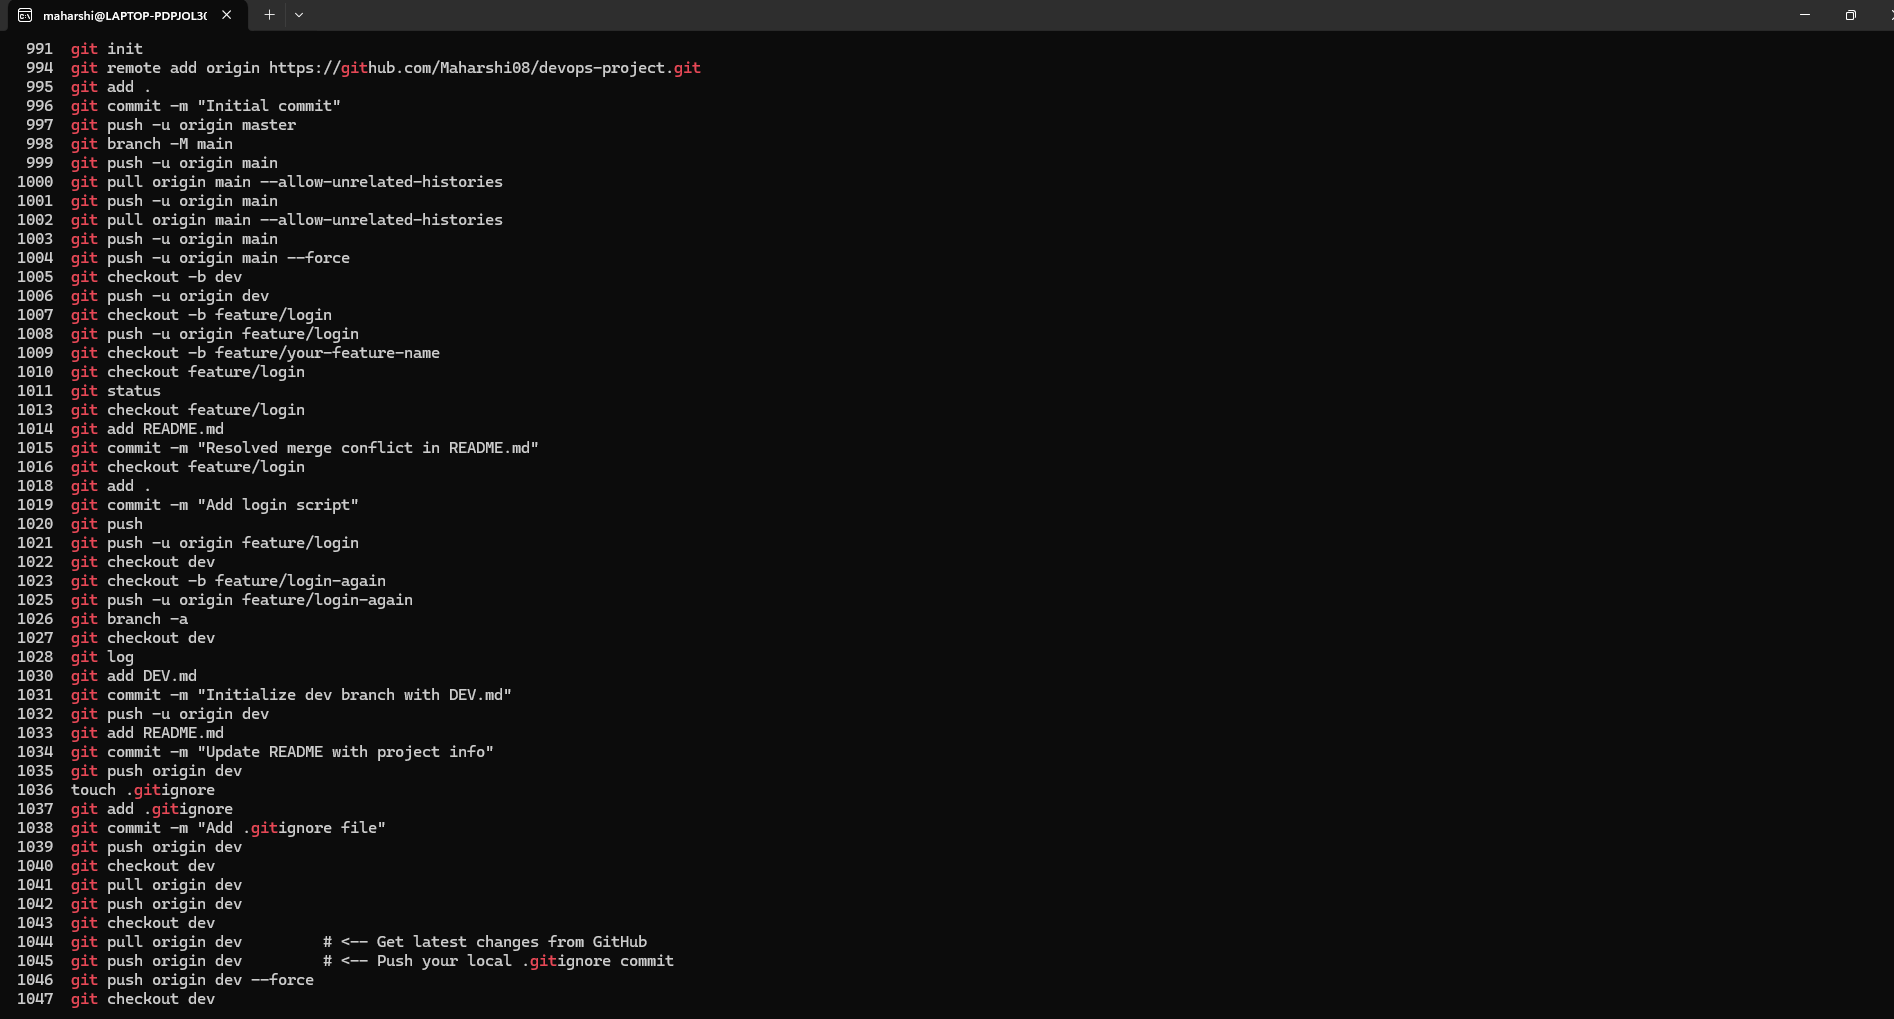 maharshi@LAPTOP-PDPJOL3
991 git init
994 git remote add origin https://github.com/Maharshi08/devops-project.git
995 git add .
996 git commit -m "Initial commit"
997 git push -u origin master
998 git branch -M main
999 git push -u origin main
1000 git pull origin main --allow-unrelated-histories
1001 git push -u origin main
1002 git pull origin main --allow-unrelated-histories
1003 git push -u origin main
1004 git push -u origin main --force
1005 git checkout -b dev
1006 git push -u origin dev
1007 git checkout -b feature/login
1008 git push -u origin feature/login
1009 git checkout -b feature/your-feature-name
1010 git checkout feature/login
1011 git status
1013 git checkout feature/login
1014 git add README.md
1015 git commit -m "Resolved merge conflict in README.md"
1016 git checkout feature/login
1018 git add .
1019 git commit -m "Add login script"
1020 git push
1021 git push -u origin feature/login
1022 git checkout dev
1023 git checkout -b feature/login-again
1025 git push -u origin feature/login-again
1026 git branch -a
1027 git checkout dev
1028 git log
1030 git add DEV.md
1031 git commit -m "Initialize dev branch with DEV.md"
1032 git push -u origin dev
1033 git add README.md
1034 git commit -m "Update README with project info"
1035 git push origin dev
1036 touch .gitignore
1037 git add .gitignore
1038 git commit -m "Add .gitignore file"
1039 git push origin dev
1040 git checkout dev
1041 git pull origin dev
1042 git push origin dev
1043 git checkout dev
1044 git pull origin dev # <-- Get latest changes from GitHub
1045 git push origin dev # <-- Push your local .gitignore commit
1046 git push origin dev --force
1047 git checkout dev